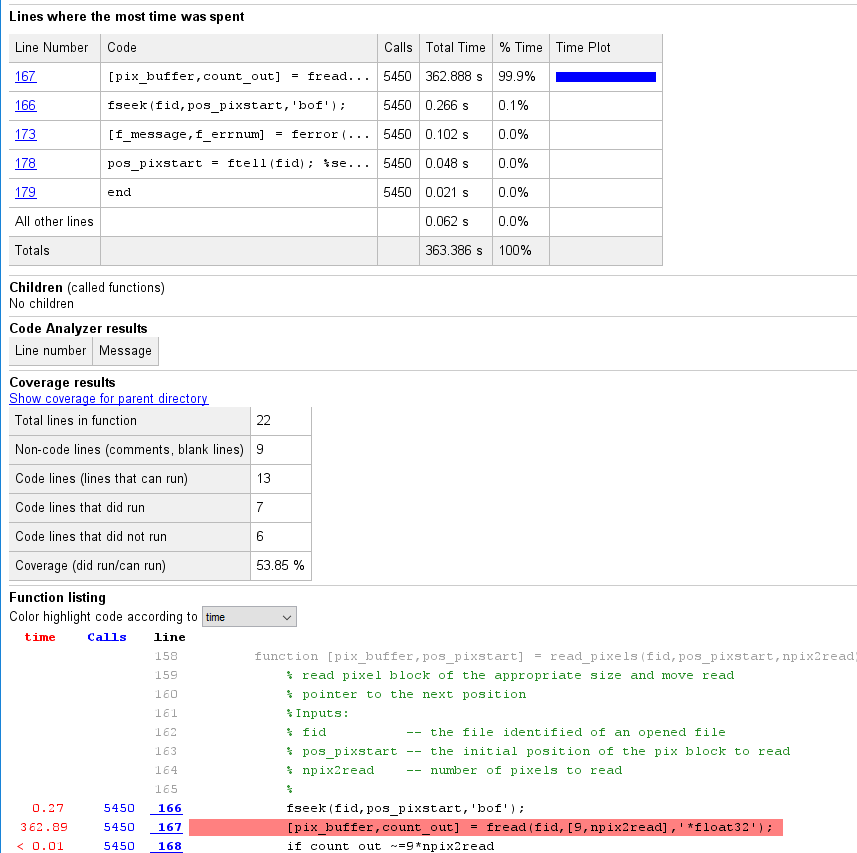 Lines where the most time was spent
Line Number Code Calls Total Time % Time Time Plot
167 [pix_buffer,count_out] = fread... 5450 362.888 s 99.9%
166 fseek(fid,pos_pixstart,'bof'); 5450 0.266 s 0.1%
173 [f_message,f_errnum] = ferror(... 5450 0.102 s 0.0%
178 pos_pixstart = ftell(fid); %se... 5450 0.048 s 0.0%
179 end 5450 0.021 s 0.0%
All other lines 0.062 s 0.0%
Totals 363.386 s 100%
Children (called functions)
No children
Code Analyzer results
Line number Message
Coverage results
Show coverage for parent directory
Total lines in function 22
Non-code lines (comments, blank lines) 9
Code lines (lines that can run) 13
Code lines that did run 7
Code lines that did not run 6
Coverage (did run/can run) 53.85 %
Function listing
Color highlight code according to time
time Calls line
158 function [pix_buffer,pos_pixstart] = read_pixels(fid,pos_pixstart,npix2read)
159 % read pixel block of the appropriate size and move read
160 % pointer to the next position
161 %Inputs:
162 % fid -- the file identified of an opened file
163 % pos_pixstart -- the initial position of the pix block to read
164 % npix2read -- number of pixels to read
165 %
0.27 5450 166 fseek(fid,pos_pixstart,'bof');
362.89 5450 167 [pix_buffer,count_out] = fread(fid,[9,npix2read],'*float32');
< 0.01 5450 168 if count_out ~=9*npix2read